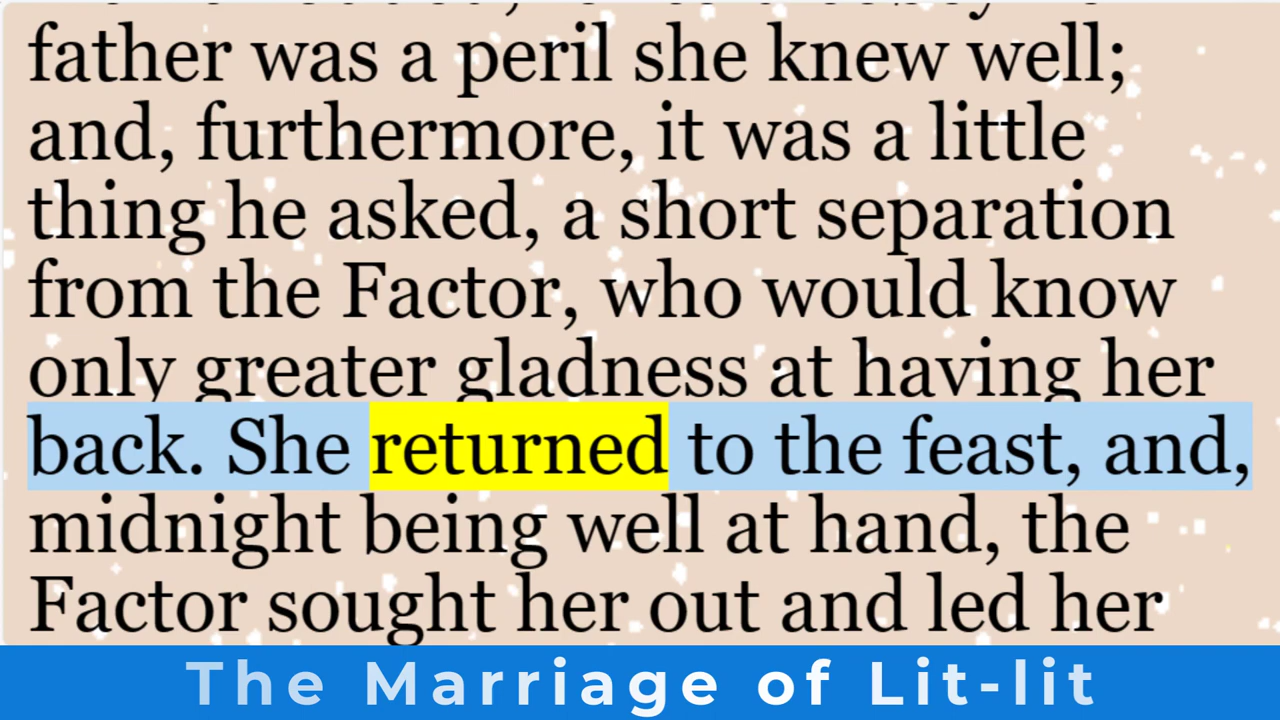 father was a peril she knew well;
and, furthermore, it was a little
thing he asked, a short separation
from the Factor, who would know
only greater gladness at having her
back. She returned to the feast, and,
midnight being well at hand, the
Factor sought her out and led her
The Marriage of Lit-lit